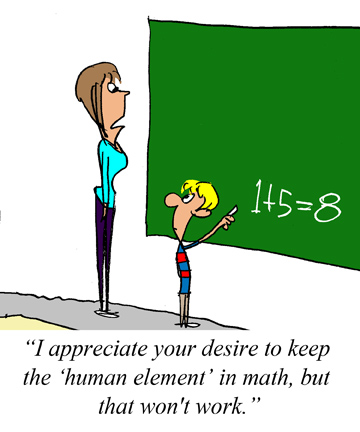 1+5=8
“I appreciate your desire to keep
the ‘human element’ in math, but
that won't work.”